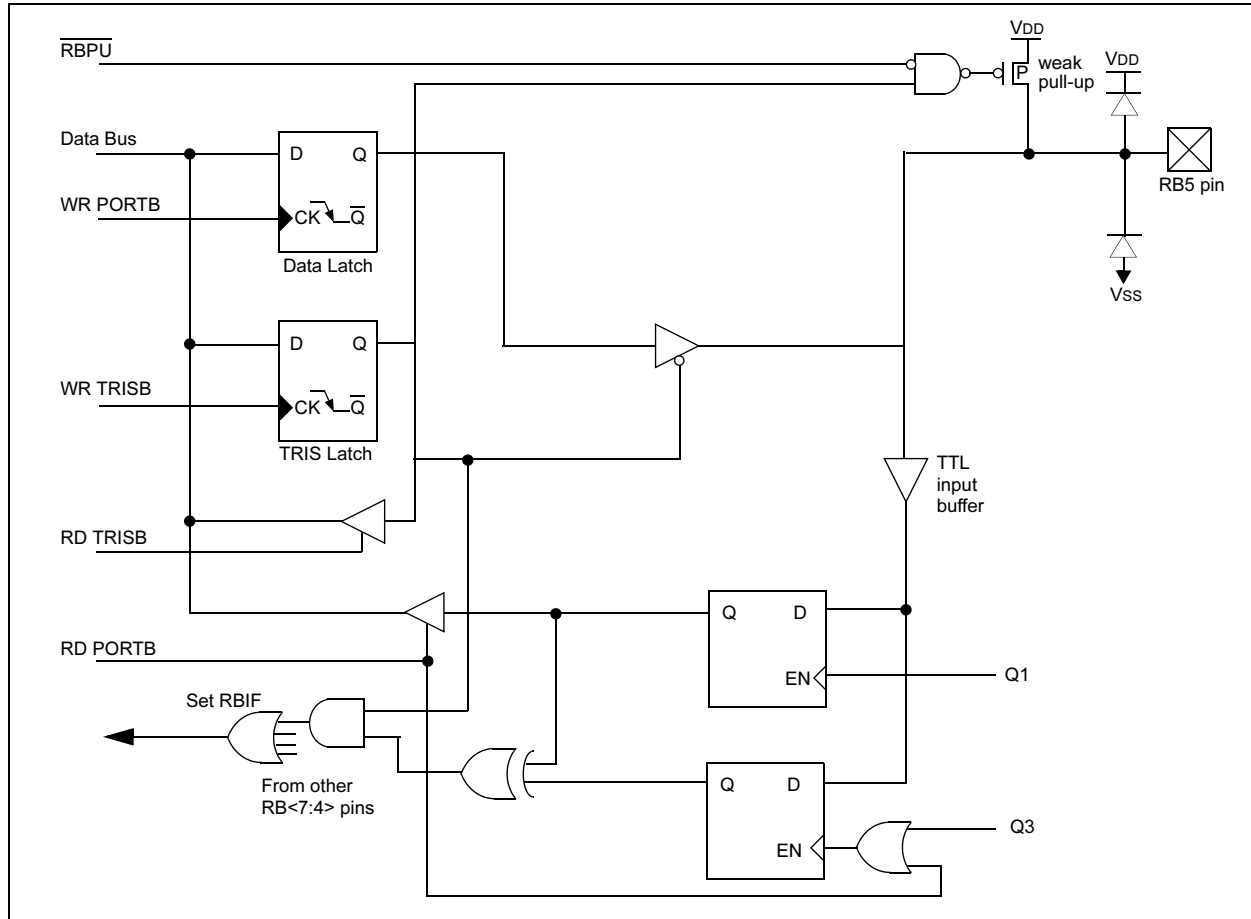 R̅B̅P̅U̅
VDD
P
weak
pull-up
VDD
Data Bus
D
Q
RB5 pin
WR PORTB
CK
Q̅
Data Latch
VSS
D
Q
WR TRISB
CK
Q̅
TRIS Latch
TTL
input
buffer
RD TRISB
Q
D
RD PORTB
EN
Q1
Set RBIF
From other
RB<7:4> pins
Q
D
Q3
EN